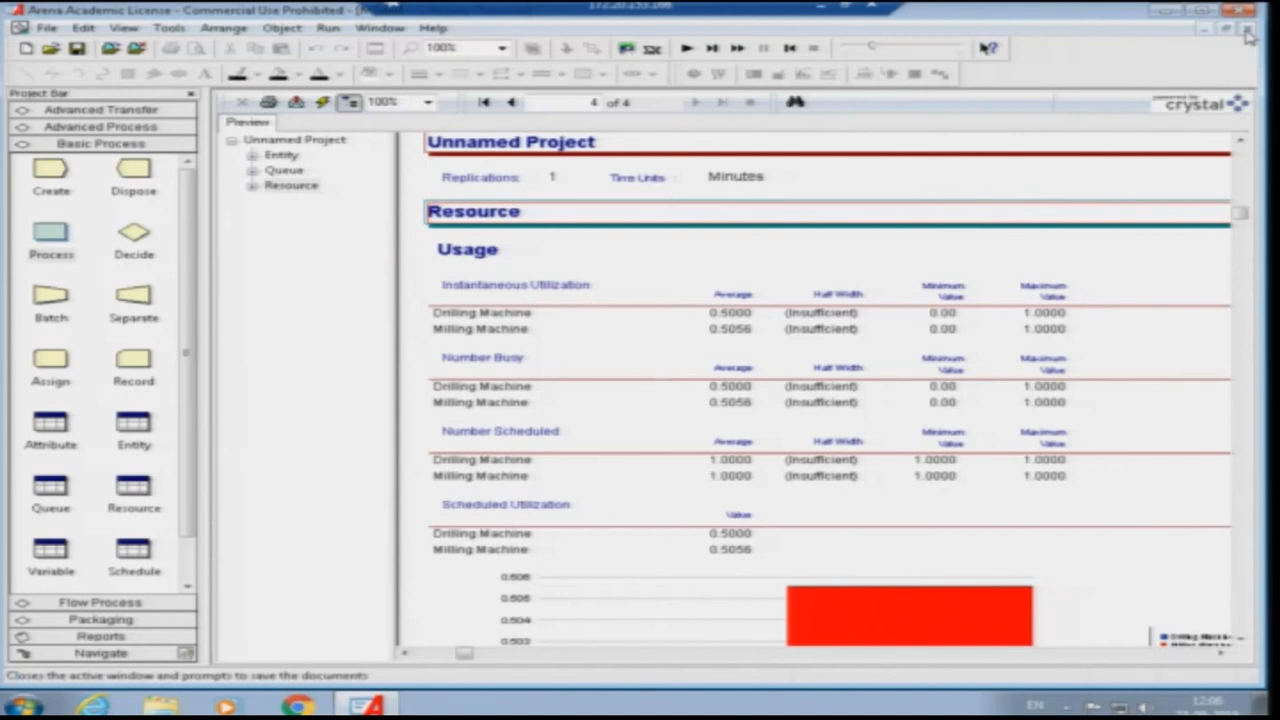 Arena Academic License - Commercial Use Prohibited - [
172.20.155.166
File Edit View Tools Arrange Object Run Window Help
100%
Project Bar
Advanced Transfer
Advanced Process
Basic Process
Create Dispose
Process Decide
Batch Separate
Assign Record
Attribute Entity
Queue Resource
Variable Schedule
Flow Process
Packaging
Reports
Navigate
100% 4 of 4
powered by
crystal
Preview
Unnamed Project
Entity
Queue
Resource
Unnamed Project
Replications: 1 Time Units : Minutes
Resource
Usage
Instantaneous Utilization Average Half Width Minimum Value Maximum Value
Drilling Machine 0.5000 (Insufficient) 0.00 1.0000
Milling Machine 0.5056 (Insufficient) 0.00 1.0000
Number Busy Average Half Width Minimum Value Maximum Value
Drilling Machine 0.5000 (Insufficient) 0.00 1.0000
Milling Machine 0.5056 (Insufficient) 0.00 1.0000
Number Scheduled Average Half Width Minimum Value Maximum Value
Drilling Machine 1.0000 (Insufficient) 1.0000 1.0000
Milling Machine 1.0000 (Insufficient) 1.0000 1.0000
Scheduled Utilization Value
Drilling Machine 0.5000
Milling Machine 0.5056
0.506
0.505
0.504
0.503
Closes the active window and prompts to save the documents
EN 12:06